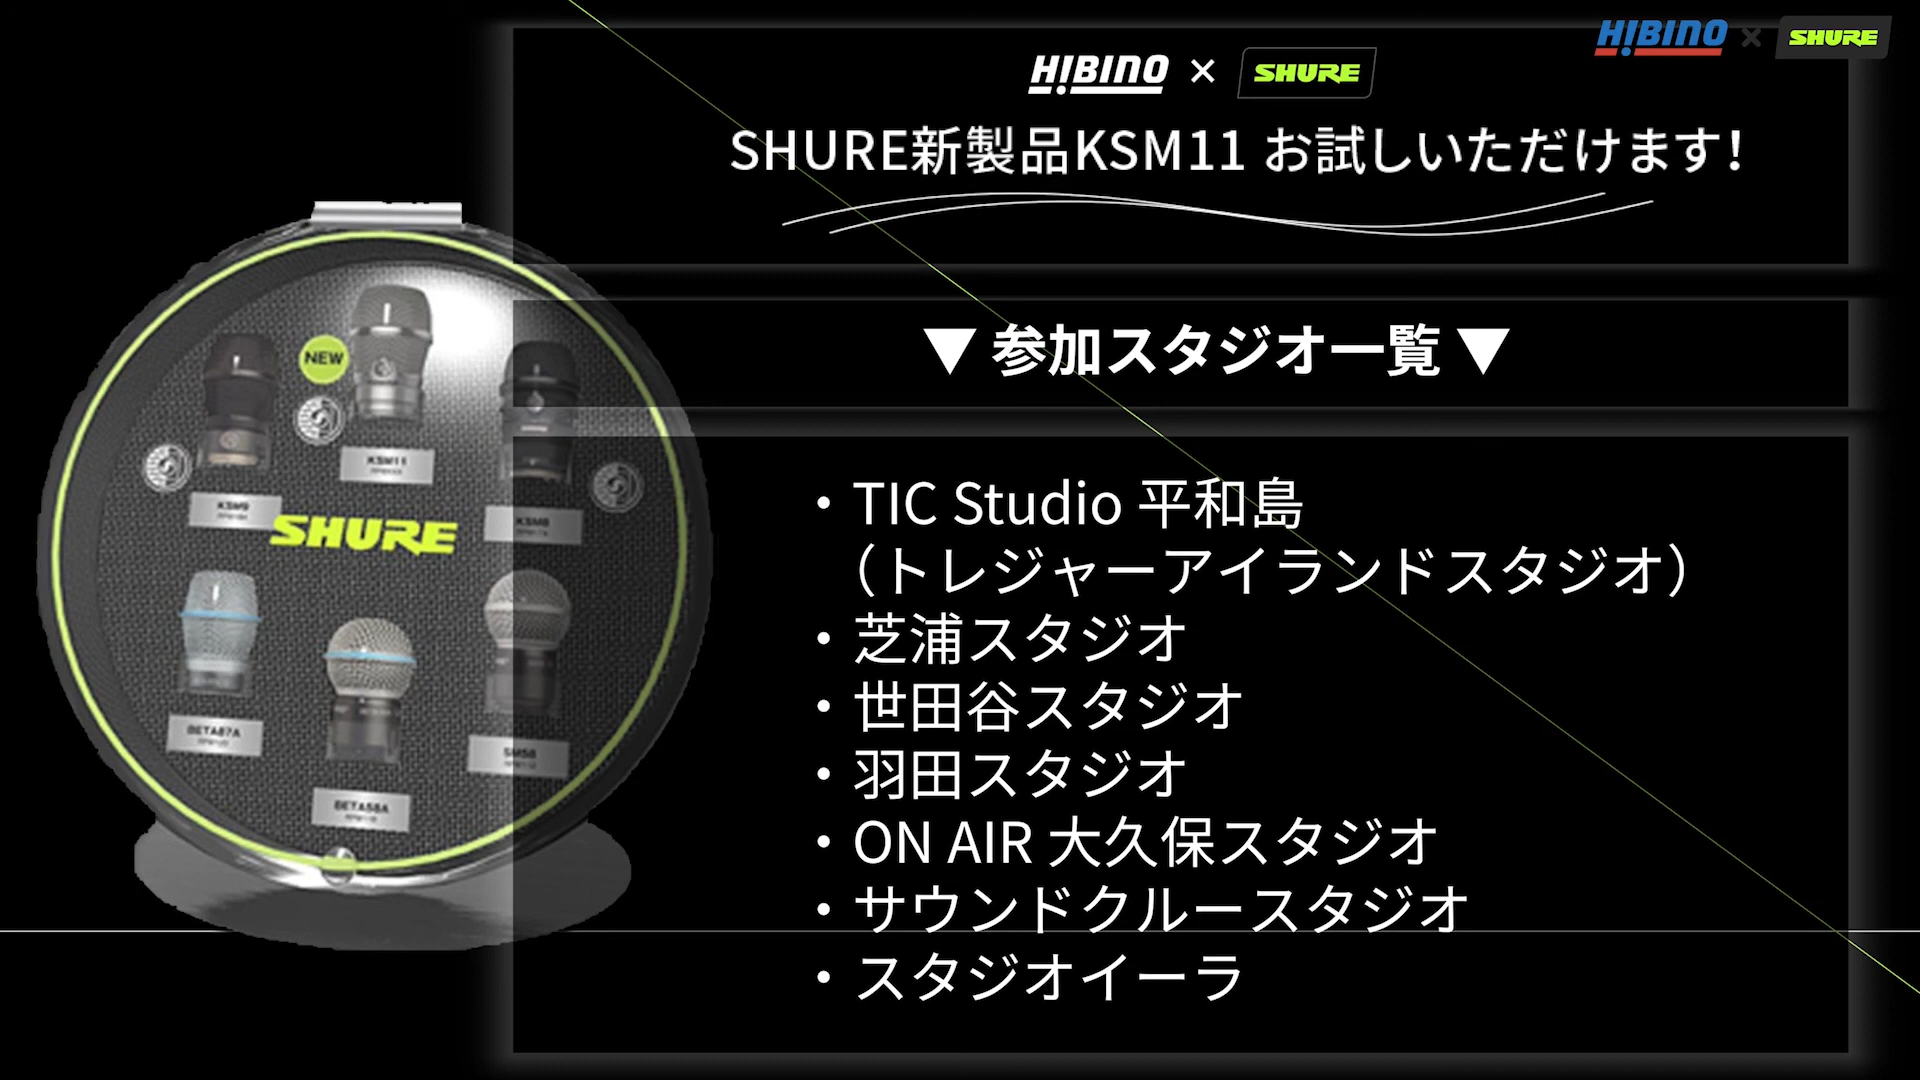 HIBINO × SHURE
HIBINO × SHURE
SHURE新製品KSM11 お試しいただけます!
▼ 参加スタジオ一覧 ▼
NEW
KSM11
KSM9
KSM8
SHURE
BETA87A
SM58
BETA58A
・TIC Studio 平和島
（トレジャーアイランドスタジオ）
・芝浦スタジオ
・世田谷スタジオ
・羽田スタジオ
・ON AIR 大久保スタジオ
・サウンドクルースタジオ
・スタジオイーラ